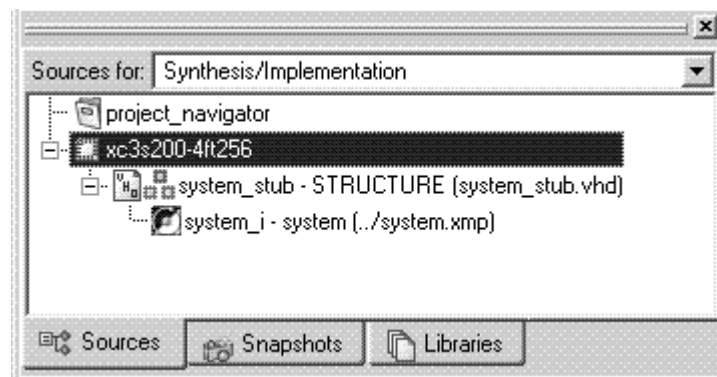 Sources for: Synthesis/Implementation
project_navigator
xc3s200-4ft256
system_stub - STRUCTURE (system_stub.vhd)
system_i - system (../system.xmp)
Sources Snapshots Libraries